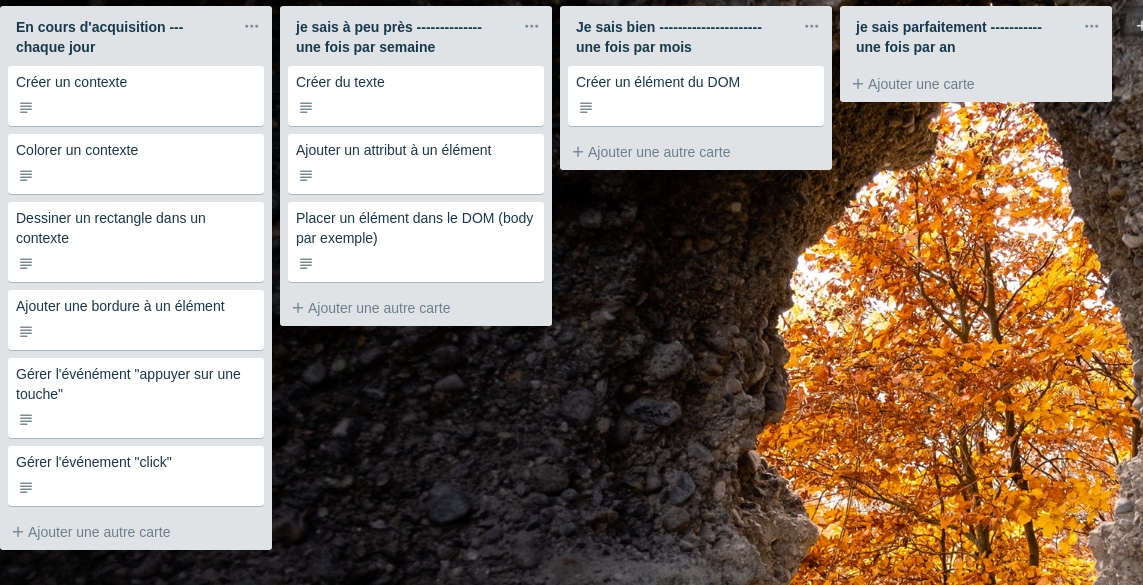 En cours d'acquisition ---
chaque jour
Créer un contexte
Colorer un contexte
Dessiner un rectangle dans un
contexte
Ajouter une bordure à un élément
Gérer l'événément "appuyer sur une
touche"
Gérer l'événement "click"
+ Ajouter une autre carte
je sais à peu près ---------------
une fois par semaine
Créer du texte
Ajouter un attribut à un élément
Placer un élément dans le DOM (body
par exemple)
+ Ajouter une autre carte
Je sais bien ------------------------
une fois par mois
Créer un élément du DOM
+ Ajouter une autre carte
je sais parfaitement ------------
une fois par an
+ Ajouter une carte